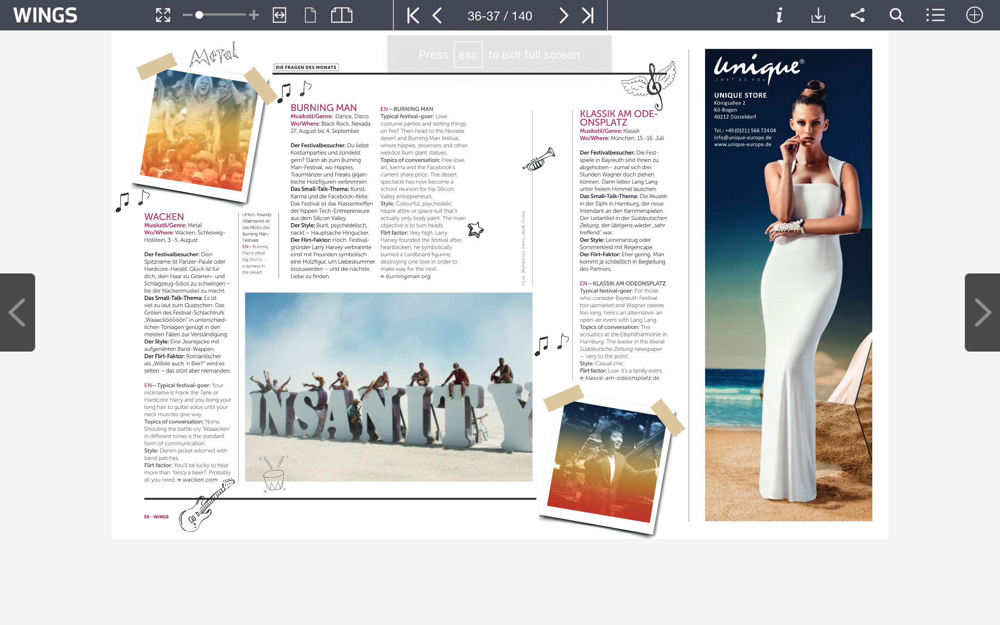 WINGS
36-37 / 140
Press esc to exit full screen
Metal
DIE FRAGEN DES MONATS
WACKEN
Musikstil/Genre: Metal
Wo/Where: Wacken, Schleswig-
Holstein, 3.-5. August
Der Festivalbesucher: Dein
Spitzname ist Panzer-Paule oder
Hardcore-Harald. Glück ist für
dich, dein Haar zu Gitarren- und
Schlagzeug-Solos zu schwingen –
bis der Nackenmuskel zu macht.
Das Small-Talk-Thema: Es ist
viel zu laut zum Quatschen. Das
Grölen des Festival-Schlachtrufs
„Waaacköööööön“ in unterschied-
lichen Tonlagen genügt in den
meisten Fällen zur Verständigung.
Der Style: Eine Jeansjacke mit
aufgenähten Band-Wappen.
Der Flirt-Faktor: Romantischer
als „Willste auch ’n Bier?“ wird es
selten – das stört aber niemanden.
EN—Typical festival-goer: Your
nickname is Frank the Tank or
Hardcore Harry and you bang your
long hair to guitar solos until your
neck muscles give way.
Topics of conversation: None.
Shouting the battle cry ‘Waaacken’
in different tones is the standard
form of communication.
Style: Denim jacket adorned with
band patches.
Flirt factor: You’ll be lucky to hear
more than ‘fancy a beer?’ Probably
all you need. wacken.com
36—WINGS
Unten: Insanity
(Wahnsinn) ist
das Motto des
Burning Man-
Festivals
EN—Burning
Man’s other
big theme –
craziness in
the desert
BURNING MAN
Musikstil/Genre: Dance, Disco
Wo/Where: Black Rock, Nevada,
27. August bis 4. September
Der Festivalbesucher: Du liebst
Kostümparties und zündelst
gern? Dann ab zum Burning
Man-Festival, wo Hippies,
Traumtänzer und Freaks gigan-
tische Holzfiguren verbrennen.
Das Small-Talk-Thema: Kunst,
Karma und die Facebook-Aktie.
Das Festival ist das Klassentreffen
der hippen Tech-Entrepreneure
aus dem Silicon Valley.
Der Style: Bunt, psychedelisch,
nackt – Hauptsache Hingucker.
Der Flirt-Faktor: Hoch. Festival-
gründer Larry Harvey verbrannte
einst mit Freunden symbolisch
eine Holzfigur, um Liebeskummer
loszuwerden – und die nächste
Liebe zu finden.
EN—BURNING MAN
Typical festival-goer: Love
costume parties and setting things
on fire? Then head to the Nevada
desert and Burning Man festival,
where hippies, dreamers and other
weirdos burn giant statues.
Topics of conversation: Free love,
art, karma and the Facebook’s
current share price. The desert
spectacle has now become a
school reunion for hip Silicon
Valley entrepreneurs.
Style: Colourful, psychedelic
hippie attire or space suit that’s
actually only body paint. The main
objective is to turn heads.
Flirt factor: Very high. Larry
Harvey founded the festival after,
heartbroken, he symbolically
burned a cardboard figurine,
destroying one love in order to
make way for the next.
burningman.org
Fotos: Shutterstock, Alamy, iStock, Dvross
INSANITY
KLASSIK AM ODE-
ONSPLATZ
Musikstil/Genre: Klassik
Wo/Where: München, 15.-16. Juli
Der Festivalbesucher: Die Fest-
spiele in Bayreuth sind Ihnen zu
abgehoben– zumal sich drei
Stunden Wagner doch ziehen
können. Dann lieber Lang Lang
unter freiem Himmel lauschen.
Das Small-Talk-Thema: Die Akustik
in der Elphi in Hamburg, der neue
Intendant an den Kammerspielen.
Der Leitartikel in der Süddeutschen
Zeitung, der übrigens wieder „sehr
treffend“ war.
Der Style: Leinenanzug oder
Sommerkleid mit Regencape.
Der Flirt-Faktor: Eher gering. Man
kommt ja schließlich in Begleitung
des Partners.
EN—KLASSIK AM ODEONSPLATZ
Typical festival-goer: For those
who consider Bayreuth Festival
too upmarket and Wagner operas
too long, here’s an alternative: an
open-air event with Lang Lang.
Topics of conversation: The
acoustics at the Elbphilharmonie in
Hamburg. The leader in the liberal
Süddeutsche Zeitung newspaper
– ‘very to the point’.
Style: Casual chic.
Flirt factor: Low. It’s a family event.
klassik-am-odeonsplatz.de
unique®
JUST BE YOU
UNIQUE STORE
Königsallee 2
Kö-Bogen
40212 Düsseldorf
Tel.: +49 (0)211 566 724 04
info@unique-europe.de
www.unique-europe.de